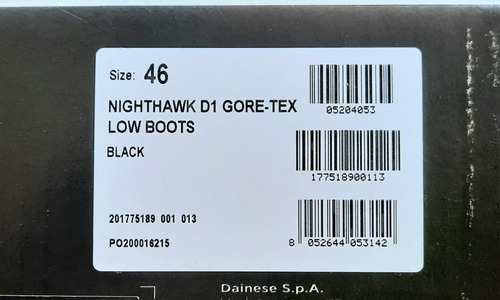 Size: 46
NIGHTHAWK D1 GORE-TEX
LOW BOOTS
BLACK
05204053
177518900113
201775189 001 013
PO200016215
8 052644 053142
Dainese S.p.A.